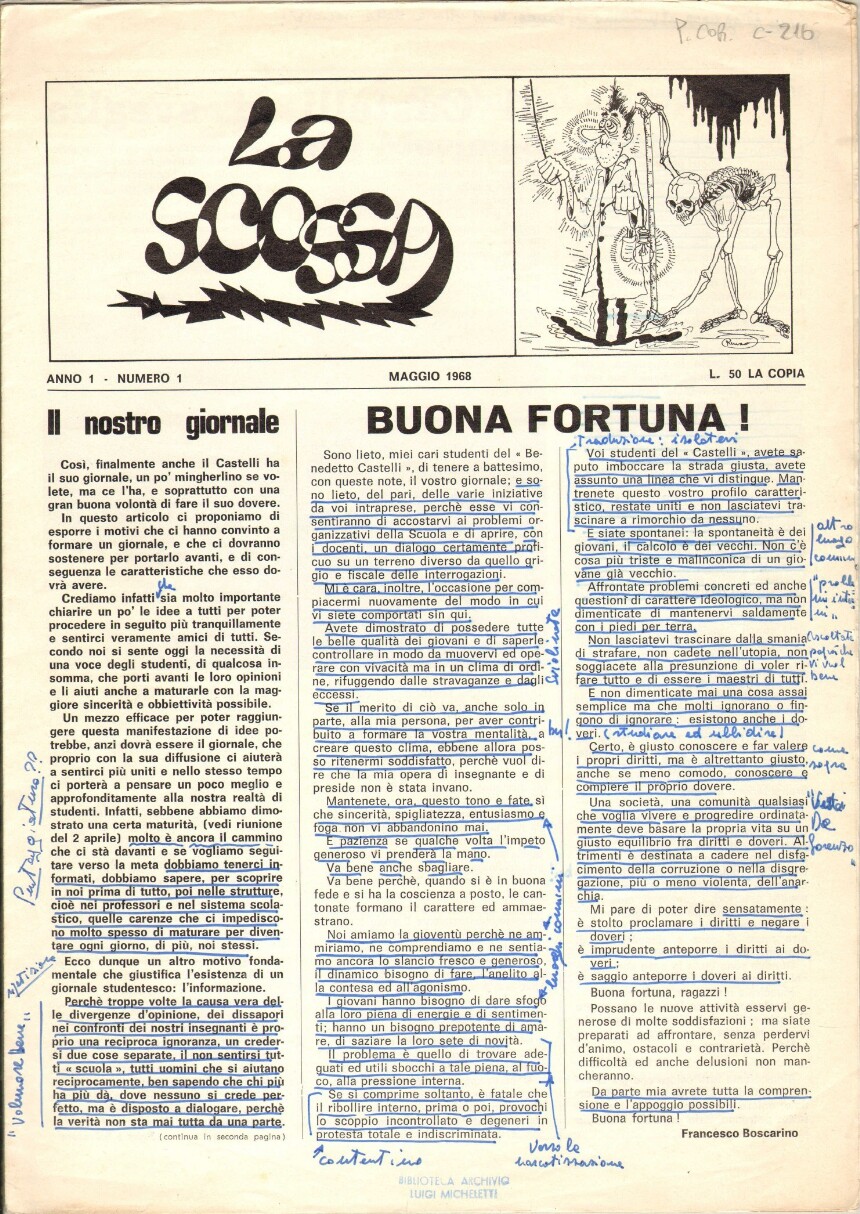 P. COR. C-216
La
SCOSSA
Renzo
ANNO 1 - NUMERO 1
MAGGIO 1968
L. 50 LA COPIA
Il nostro giornale
Così, finalmente anche il Castelli ha
il suo giornale, un po' mingherlino se vo-
lete, ma ce l'ha, e soprattutto con una
gran buona volontà di fare il suo dovere.
In questo articolo ci proponiamo di
esporre i motivi che ci hanno convinto a
formare un giornale, e che ci dovranno
sostenere per portarlo avanti, e di con-
seguenza le caratteristiche che esso do-
vrà avere.
che
Crediamo infatti sia molto importante
chiarire un po' le idee a tutti per poter
procedere in seguito più tranquillamente
e sentirci veramente amici di tutti. Se-
condo noi si sente oggi la necessità di
una voce degli studenti, di qualcosa in-
somma, che porti avanti le loro opinioni
e li aiuti anche a maturarle con la mag-
giore sincerità e obbiettività possibile.
Un mezzo efficace per poter raggiun-
gere questa manifestazione di idee po-
trebbe, anzi dovrà essere il giornale, che
proprio con la sua diffusione ci aiuterà
a sentirci più uniti e nello stesso tempo
ci porterà a pensare un poco meglio e
approfonditamente alla nostra realtà di
studenti. Infatti, sebbene abbiamo dimo-
strato una certa maturità, (vedi riunione
del 2 aprile) molto è ancora il cammino
che ci stà davanti e se vogliamo segui-
tare verso la meta dobbiamo tenerci in-
formati, dobbiamo sapere, per scoprire
in noi prima di tutto, poi nelle strutture,
cioè nei professori e nel sistema scola-
stico, quelle carenze che ci impedisco-
no molto spesso di maturare per diven-
tare ogni giorno, di più, noi stessi.
Ecco dunque un altro motivo fonda-
mentale che giustifica l'esistenza di un
giornale studentesco: l'informazione.
Perchè troppe volte la causa vera del-
le divergenze d'opinione, dei dissapori
nei confronti dei nostri insegnanti è pro-
prio una reciproca ignoranza, un creder-
si due cose separate, il non sentirsi tut-
ti « scuola », tutti uomini che si aiutano
reciprocamente, ben sapendo che chi più
ha più dà, dove nessuno si crede per-
fetto, ma è disposto a dialogare, perchè
la verità non sta mai tutta da una parte.
(continua in seconda pagina)
"Volemose bene"
BUONA FORTUNA !
Sono lieto, miei cari studenti del « Be-
nedetto Castelli », di tenere a battesimo,
con queste note, il vostro giornale; e so-
no lieto, del pari, delle varie iniziative
da voi intraprese, perchè esse vi con-
sentiranno di accostarvi ai problemi or-
ganizzativi della Scuola e di aprire, con
i docenti, un dialogo certamente profi-
cuo su un terreno diverso da quello gri-
gio e fiscale delle interrogazioni.
Mi è cara, inoltre, l'occasione per com-
piacermi nuovamente del modo in cui
vi siete comportati sin qui.
Avete dimostrato di possedere tutte
le belle qualità dei giovani e di saperle
controllare in modo da muovervi ed ope-
rare con vivacità ma in un clima di ordi-
ne, rifuggendo dalle stravaganze e dagli
eccessi.
Se il merito di ciò va, anche solo in
parte, alla mia persona, per aver contri-
buito a formare la vostra mentalità, a
creare questo clima, ebbene allora pos-
so ritenermi soddisfatto, perchè vuol di-
re che la mia opera di insegnante e di
preside non è stata invano.
Mantenete, ora, questo tono e fate sì
che sincerità, spigliatezza, entusiasmo e
foga non vi abbandonino mai.
E pazienza se qualche volta l'impeto
generoso vi prenderà la mano.
Va bene anche sbagliare.
Va bene perchè, quando si è in buona
fede e si ha la coscienza a posto, le can-
tonate formano il carattere ed ammae-
strano.
Noi amiamo la gioventù perchè ne am-
miriamo, ne comprendiamo e ne sentia-
mo ancora lo slancio fresco e generoso,
il dinamico bisogno di fare, l'anelito al-
la contesa ed all'agonismo.
I giovani hanno bisogno di dare sfogo
alla loro piena di energie e di sentimen-
ti; hanno un bisogno prepotente di ama-
re, di saziare la loro sete di novità.
Il problema è quello di trovare ade-
guati ed utili sbocchi a tale piena, al fuo-
co, alla pressione interna.
Se si comprime soltanto, è fatale che
il ribollire interno, prima o poi, provochi
lo scoppio incontrollato e degeneri in
protesta totale e indiscriminata.
contentino
Verso la
narcotizzazione
luoghi comuni
traduzione: isolatevi
Voi studenti del « Castelli », avete sa-
puto imboccare la strada giusta, avete
assunto una linea che vi distingue. Man-
trenete questo vostro profilo caratteri-
stico, restate uniti e non lasciatevi tra-
scinare a rimorchio da nessuno.
E siate spontanei: la spontaneità è dei
giovani, il calcolo è dei vecchi. Non c'è
cosa più triste e malinconica di un gio-
vane già vecchio.
altro
luogo
comune
Affrontate problemi concreti ed anche
questioni di carattere ideologico, ma non
dimenticate di mantenervi saldamente
con i piedi per terra.
Non lasciatevi trascinare dalla smania
di strafare, non cadete nell'utopia, non
soggiacete alla presunzione di voler ri-
fare tutto e di essere i maestri di tutti.
E non dimenticate mai una cosa assai
semplice ma che molti ignorano o fin-
gono di ignorare : esistono anche i do-
veri. (studiare ed ubbidire)
Certo, è giusto conoscere e far valere
i propri diritti, ma è altrettanto giusto,
anche se meno comodo, conoscere e
compiere il proprio dovere.
come
sopra
Una società, una comunità qualsiasi
che voglia vivere e progredire ordinata-
mente deve basare la propria vita su un
giusto equilibrio fra diritti e doveri. Al-
trimenti è destinata a cadere nel disfa-
cimento della corruzione o nella disgre-
gazione, più o meno violenta, dell'anar-
chia.
Mi pare di poter dire sensatamente :
è stolto proclamare i diritti e negare i
doveri ;
è imprudente anteporre i diritti ai do-
veri ;
è saggio anteporre i doveri ai diritti.
Buona fortuna, ragazzi !
Possano le nuove attività esservi ge-
nerose di molte soddisfazioni ; ma siate
preparati ad affrontare, senza perdervi
d'animo, ostacoli e contrarietà. Perchè
difficoltà ed anche delusioni non man-
cheranno.
Da parte mia avrete tutta la compren-
sione e l'appoggio possibili.
Buona fortuna !
Francesco Boscarino
BIBLIOTECA ARCHIVIO
LUIGI MICHELETTI